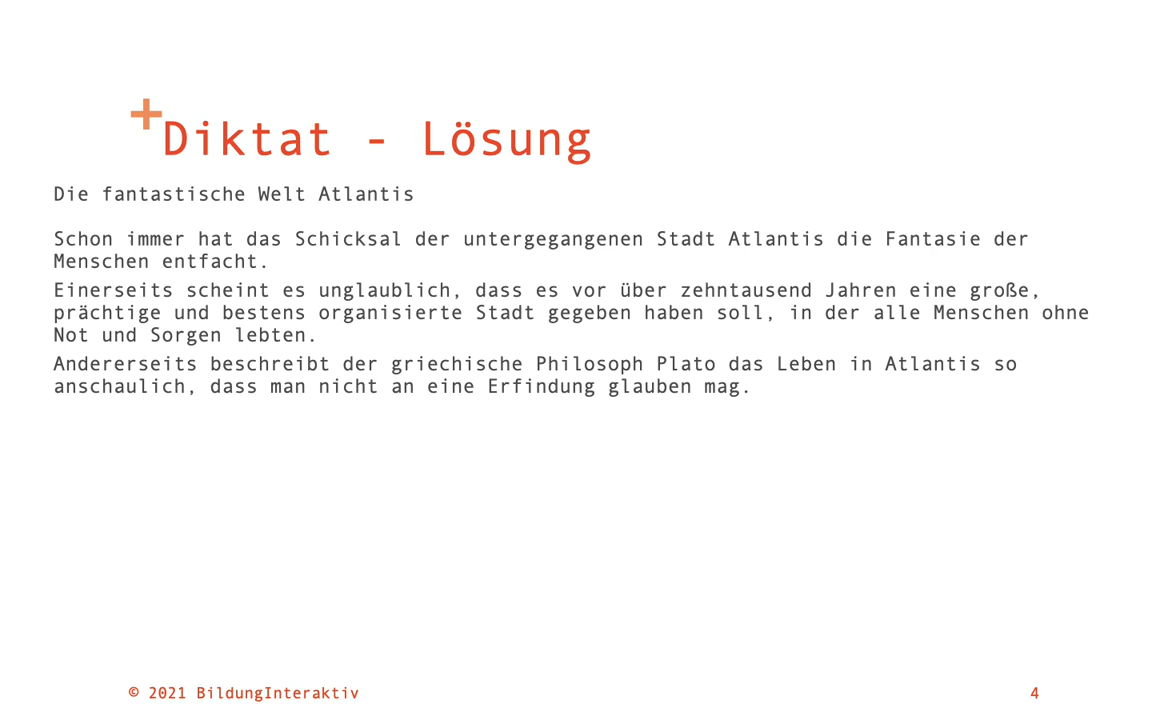 +
Diktat - Lösung
Die fantastische Welt Atlantis
Schon immer hat das Schicksal der untergegangenen Stadt Atlantis die Fantasie der
Menschen entfacht.
Einerseits scheint es unglaublich, dass es vor über zehntausend Jahren eine große,
prächtige und bestens organisierte Stadt gegeben haben soll, in der alle Menschen ohne
Not und Sorgen lebten.
Andererseits beschreibt der griechische Philosoph Plato das Leben in Atlantis so
anschaulich, dass man nicht an eine Erfindung glauben mag.
© 2021 BildungInteraktiv 4